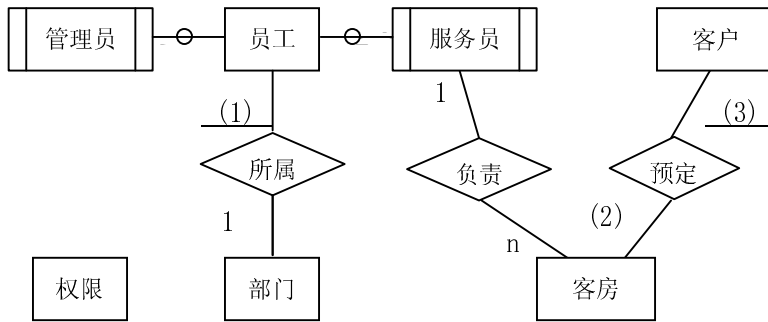 管理员 员工 服务员 客户
1
(1) (3)
所属 负责 预定
1 (2)
n
权限 部门 客房